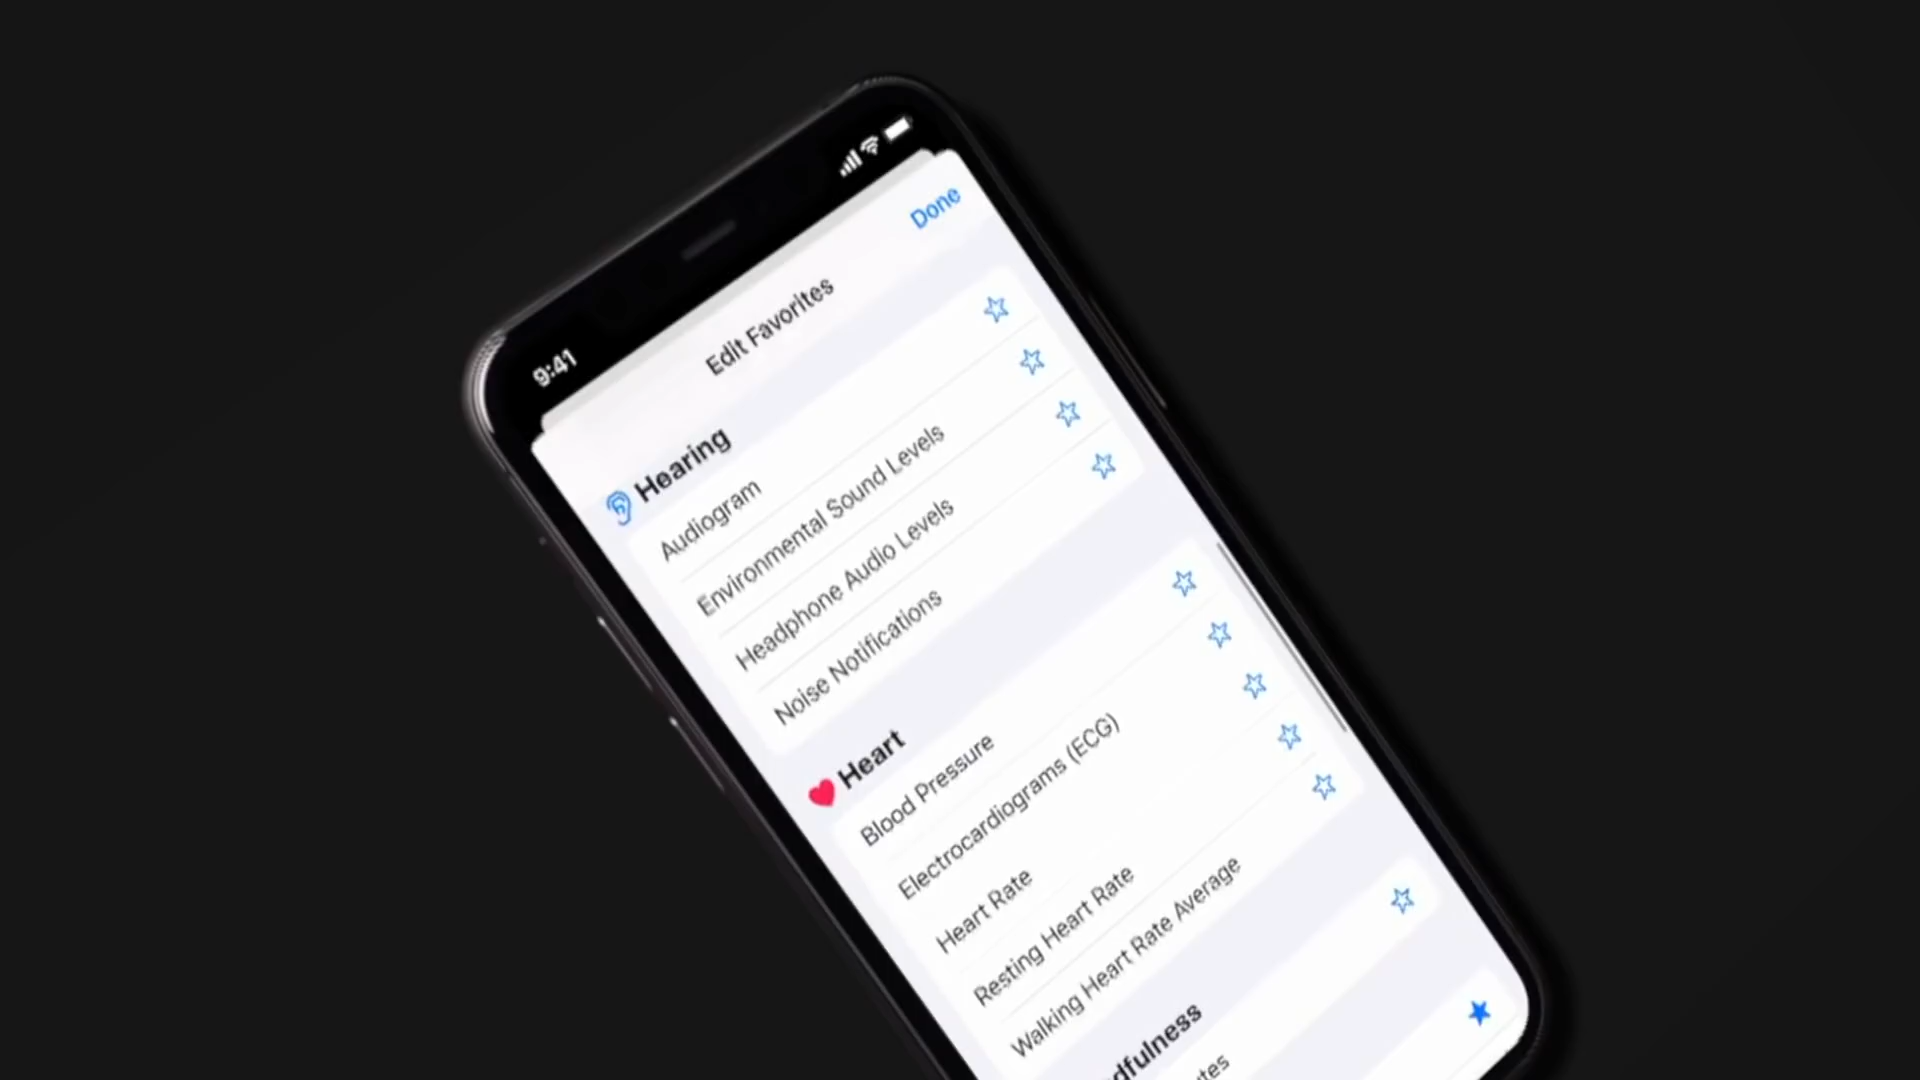 9:41
Done
Edit Favorites
Hearing
Audiogram
Environmental Sound Levels
Headphone Audio Levels
Noise Notifications
Heart
Blood Pressure
Electrocardiograms (ECG)
Heart Rate
Resting Heart Rate
Walking Heart Rate Average